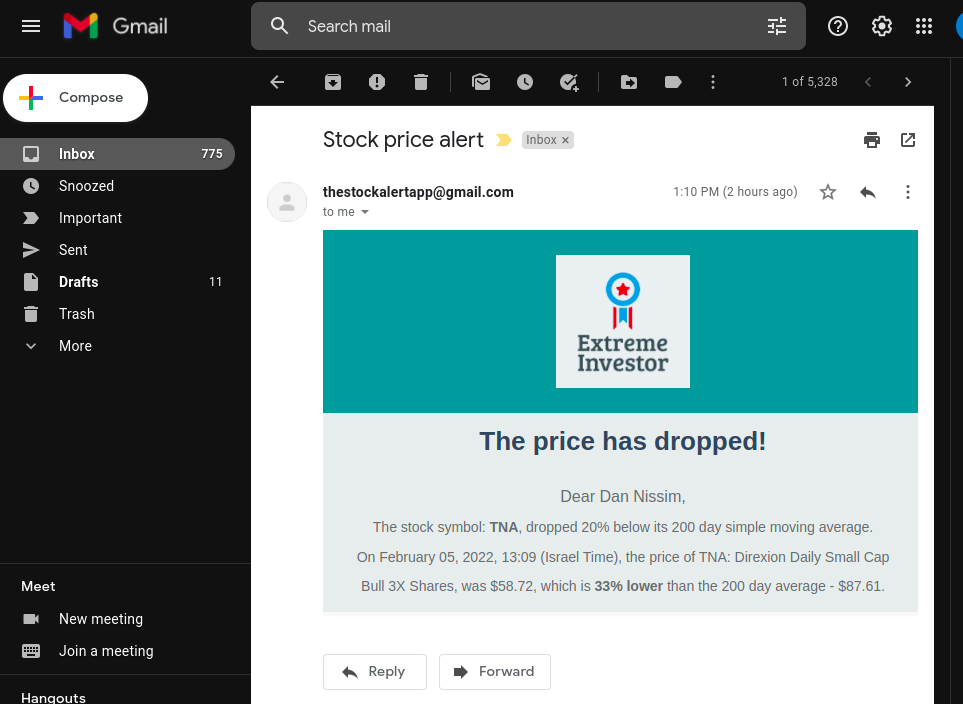 Gmail
Search mail
Compose
1 of 5,328
Inbox 775
Snoozed
Important
Sent
Drafts 11
Trash
More
Stock price alert Inbox ×
thestockalertapp@gmail.com 1:10 PM (2 hours ago)
to me
Extreme
Investor
The price has dropped!
Dear Dan Nissim,
The stock symbol: TNA, dropped 20% below its 200 day simple moving average.
On February 05, 2022, 13:09 (Israel Time), the price of TNA: Direxion Daily Small Cap
Bull 3X Shares, was $58.72, which is 33% lower than the 200 day average - $87.61.
Meet
New meeting
Join a meeting
Hangouts
Reply Forward